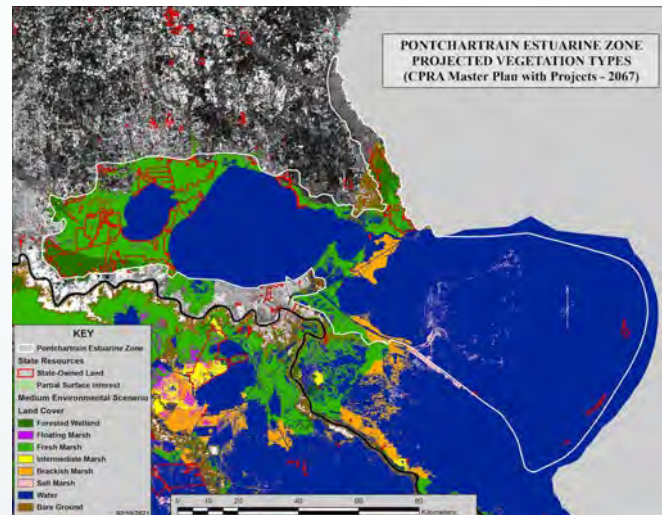 PONTCHARTRAIN ESTUARINE ZONE
PROJECTED VEGETATION TYPES
(CPRA Master Plan with Projects - 2067)
KEY
Pontchartrain Estuarine Zone
State Resources
State-Owned Land
Partial Surface Interest
Medium Environmental Scenerio
Land Cover
Forested Wetland
Floating Marsh
Fresh Marsh
Intermediate Marsh
Brackish Marsh
Salt Marsh
Water
Bare Ground
0 10 20 40 60 80
Kilometers